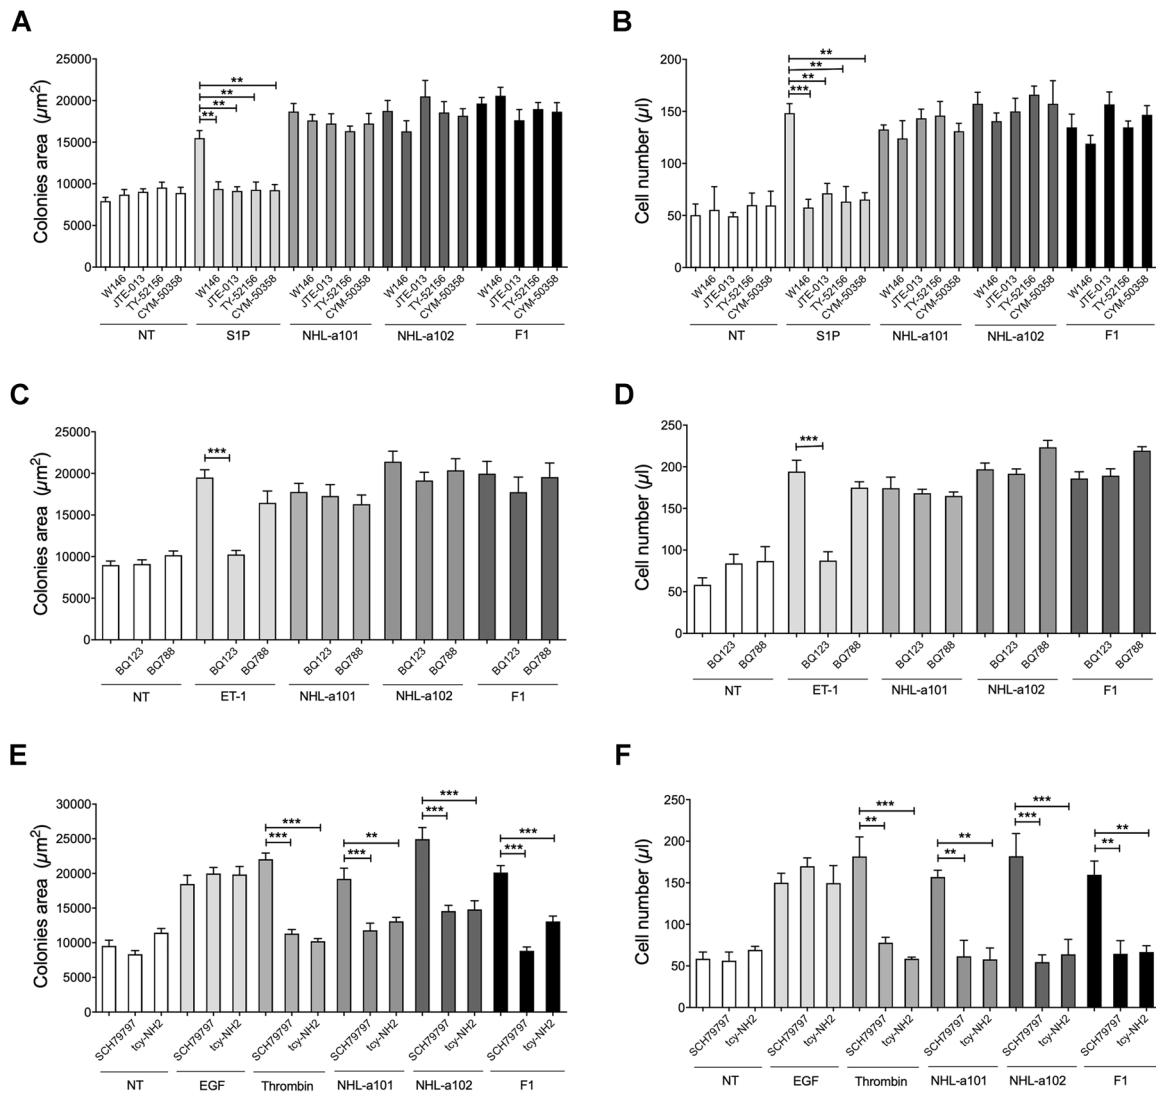 A
Colonies area (µm²)
25000
20000
15000
10000
5000
0
**
**
**
**
W146
JTE-013
TY-52156
CYM-50358
W146
JTE-013
TY-52156
CYM-50358
W146
JTE-013
TY-52156
CYM-50358
W146
JTE-013
TY-52156
CYM-50358
W146
JTE-013
TY-52156
CYM-50358
NT
S1P
NHL-a101
NHL-a102
F1
B
Cell number (µl)
200
150
100
50
0
**
**
**
***
W146
JTE-013
TY-52156
CYM-50358
W146
JTE-013
TY-52156
CYM-50358
W146
JTE-013
TY-52156
CYM-50358
W146
JTE-013
TY-52156
CYM-50358
W146
JTE-013
TY-52156
CYM-50358
NT
S1P
NHL-a101
NHL-a102
F1
C
Colonies area (µm²)
25000
20000
15000
10000
5000
0
***
BQ123
BQ788
BQ123
BQ788
BQ123
BQ788
BQ123
BQ788
BQ123
BQ788
NT
ET-1
NHL-a101
NHL-a102
F1
D
Cell number (µl)
250
200
150
100
50
0
***
BQ123
BQ788
BQ123
BQ788
BQ123
BQ788
BQ123
BQ788
BQ123
BQ788
NT
ET-1
NHL-a101
NHL-a102
F1
E
Colonies area (µm²)
30000
25000
20000
15000
10000
5000
0
***
***
**
***
***
***
***
***
SCH79797
tcy-NH2
SCH79797
tcy-NH2
SCH79797
tcy-NH2
SCH79797
tcy-NH2
SCH79797
tcy-NH2
SCH79797
tcy-NH2
NT
EGF
Thrombin
NHL-a101
NHL-a102
F1
F
Cell number (µl)
250
200
150
100
50
0
***
**
**
**
***
***
**
**
SCH79797
tcy-NH2
SCH79797
tcy-NH2
SCH79797
tcy-NH2
SCH79797
tcy-NH2
SCH79797
tcy-NH2
SCH79797
tcy-NH2
NT
EGF
Thrombin
NHL-a101
NHL-a102
F1